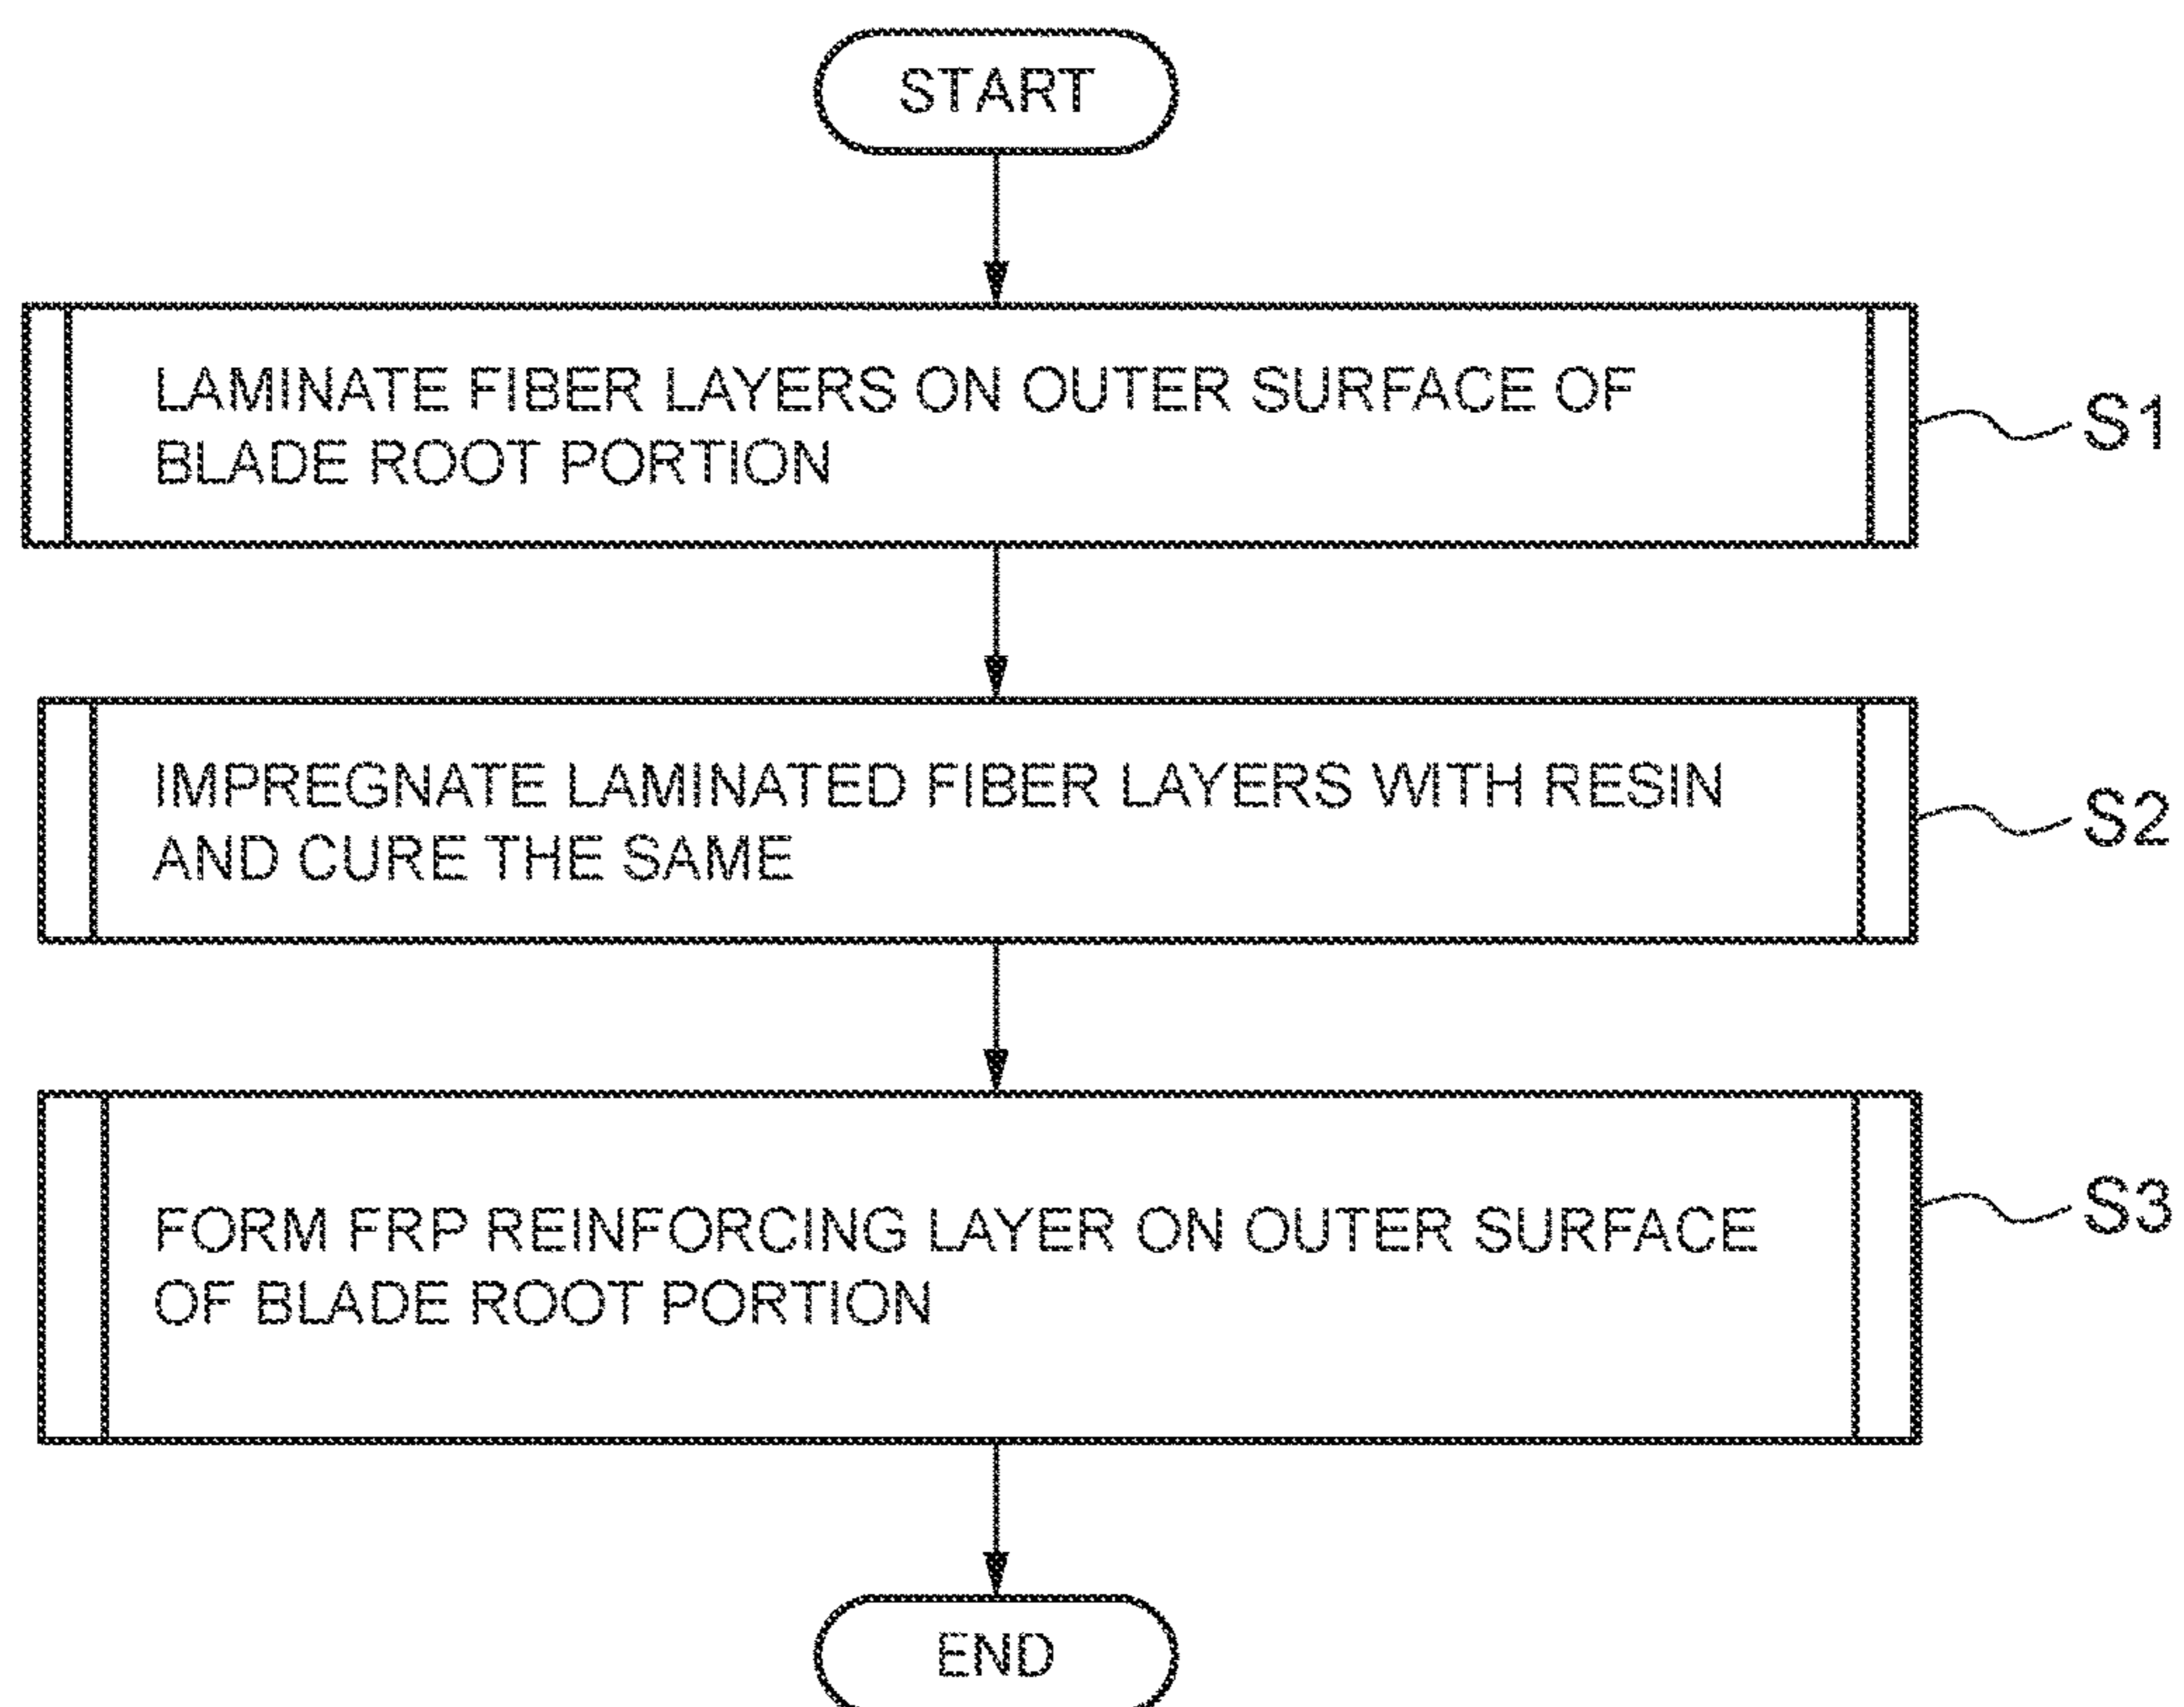 START
LAMINATE FIBER LAYERS ON OUTER SURFACE OF
BLADE ROOT PORTION
S1
IMPREGNATE LAMINATED FIBER LAYERS WITH RESIN
AND CURE THE SAME
S2
FORM FRP REINFORCING LAYER ON OUTER SURFACE
OF BLADE ROOT PORTION
S3
END